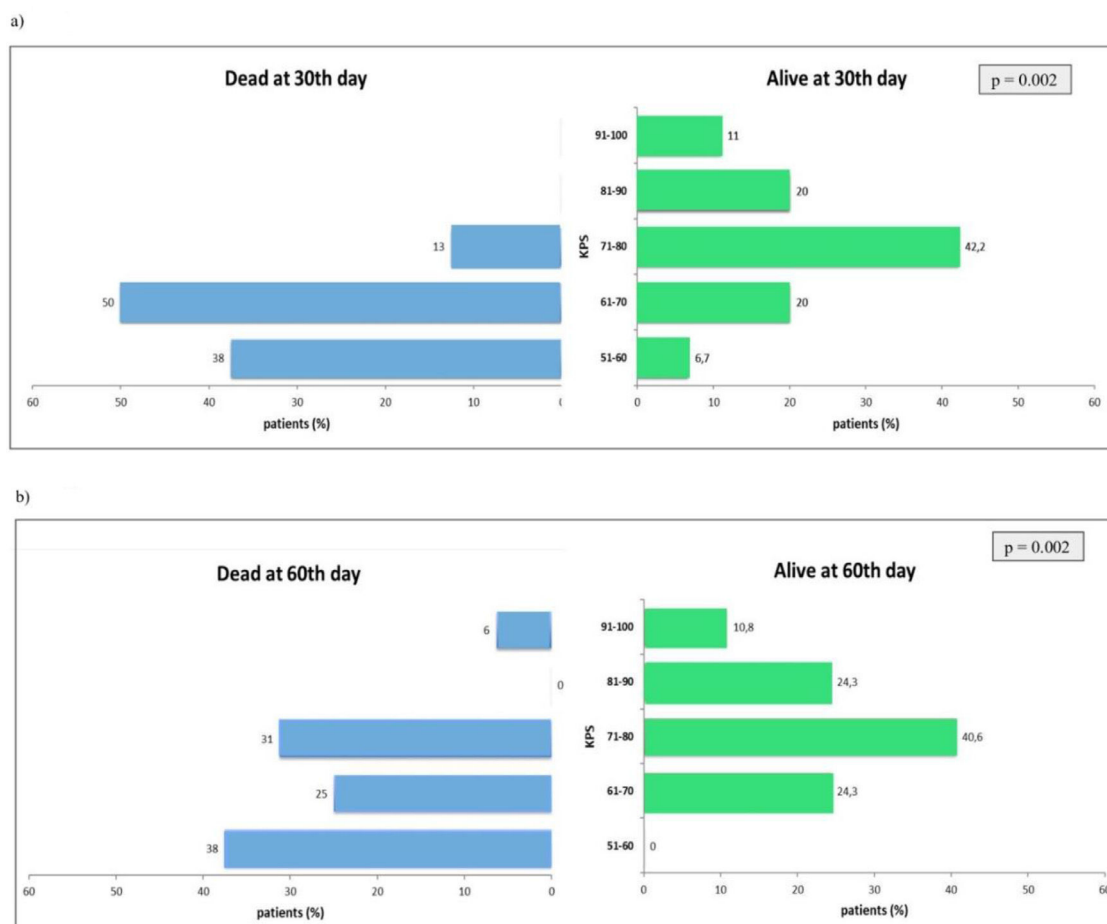 a)
Dead at 30th day
Alive at 30th day
p = 0.002
91-100
11
81-90
20
13
KPS
71-80
42,2
50
61-70
20
38
51-60
6,7
60 50 40 30 20 10
0 10 20 30 40 50 60
patients (%)
patients (%)
b)
p = 0.002
Dead at 60th day
Alive at 60th day
6
91-100
10,8
0
81-90
24,3
31
KPS
71-80
40,6
25
61-70
24,3
38
51-60
0
60 50 40 30 20 10 0
0 10 20 30 40 50 60
patients (%)
patients (%)